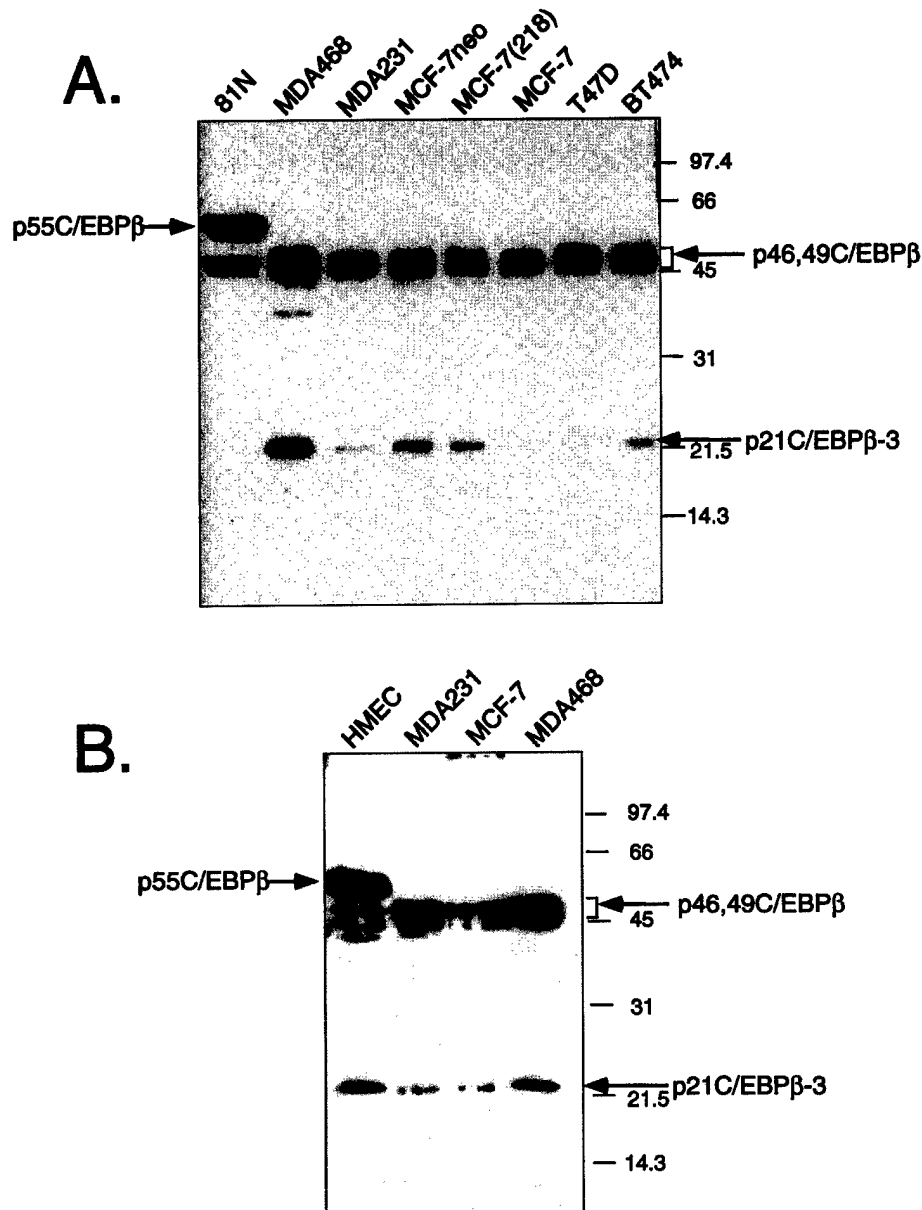 A.
81N MDA468 MDA231 MCF-7neo MCF-7(218) MCF-7 T47D BT474
97.4
66
p55C/EBPβ
p46,49C/EBPβ
45
31
p21C/EBPβ-3
21.5
14.3
B.
HMEC MDA231 MCF-7 MDA468
97.4
66
p55C/EBPβ
p46,49C/EBPβ
45
31
p21C/EBPβ-3
21.5
14.3